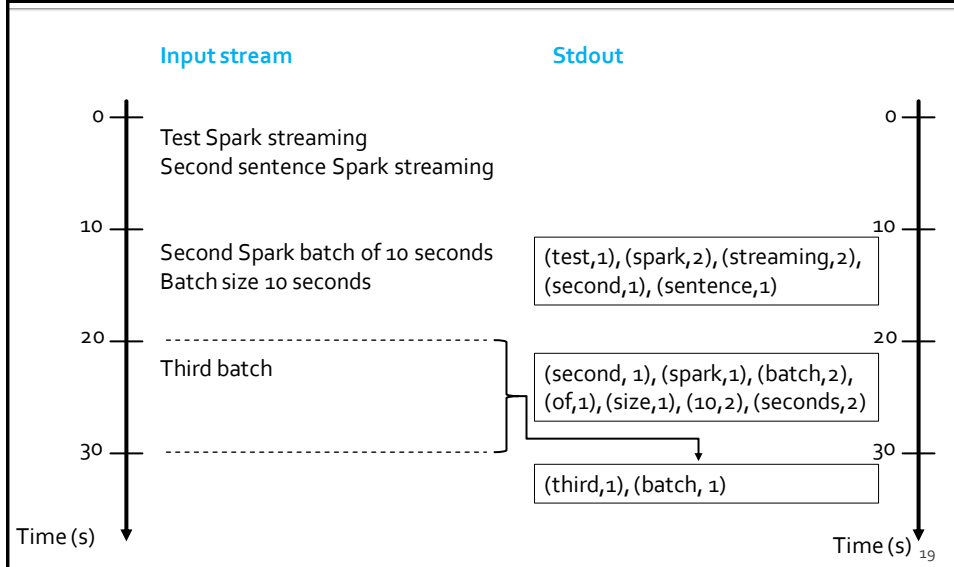 Input stream
Stdout
0
0
Test Spark streaming
Second sentence Spark streaming
10
10
Second Spark batch of 10 seconds
Batch size 10 seconds
(test,1), (spark,2), (streaming,2),
(second,1), (sentence,1)
20
20
Third batch
(second, 1), (spark,1), (batch,2),
(of,1), (size,1), (10,2), (seconds,2)
30
30
(third,1), (batch, 1)
Time (s)
Time (s)
19